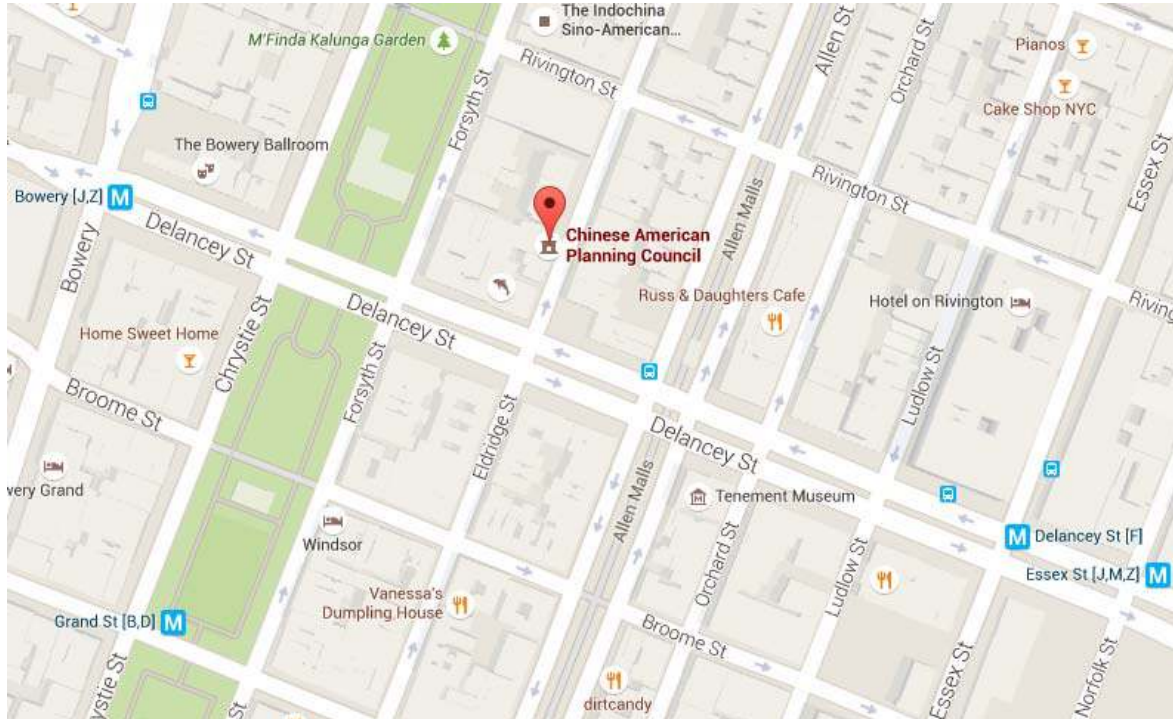 The Indochina
Sino-American...
M'Finda Kalunga Garden
Rivington St
Forsyth St
Allen St
Orchard St
Pianos
Cake Shop NYC
Essex St
The Bowery Ballroom
Bowery [J,Z]
Bowery
Delancey St
Chinese American
Planning Council
Allen Malls
Rivington St
Russ & Daughters Cafe
Hotel on Rivington
Riving
Home Sweet Home
Chrystie St
Delancey St
Forsyth St
Ludlow St
Broome St
Eldridge St
Delancey St
wery Grand
Windsor
Allen Malls
Tenement Museum
Orchard St
Delancey St [F]
Essex St [J,M,Z]
Ludlow St
Vanessa's
Dumpling House
Grand St [B,D]
Broome St
Essex St
Norfolk St
ystie St
St
dirtcandy
M
M
M
M